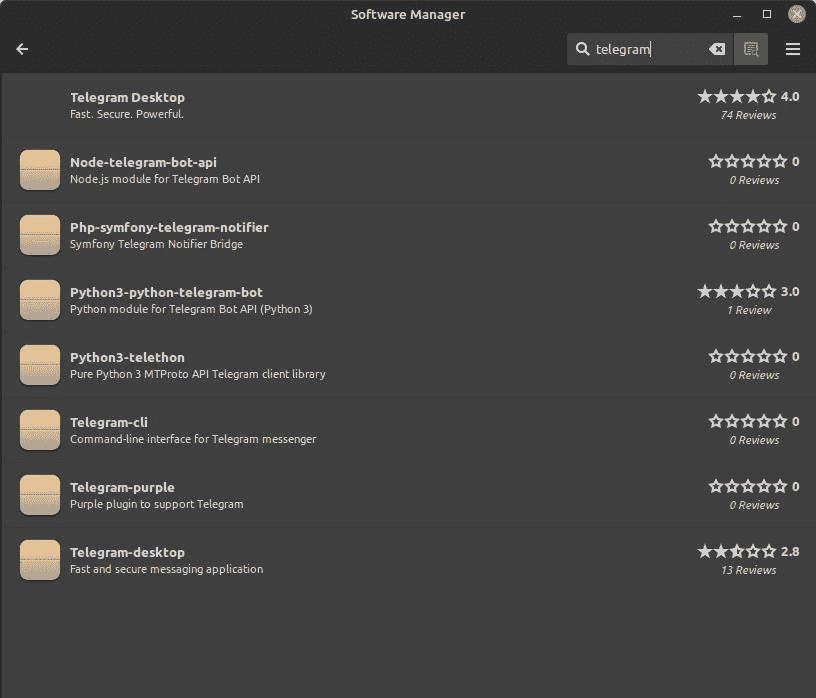 Software Manager
telegram
Telegram Desktop
4.0
Fast. Secure. Powerful.
74 Reviews
Node-telegram-bot-api
0
Node.js module for Telegram Bot API
0 Reviews
Php-symfony-telegram-notifier
0
Symfony Telegram Notifier Bridge
0 Reviews
Python3-python-telegram-bot
3.0
Python module for Telegram Bot API (Python 3)
1 Review
Python3-telethon
0
Pure Python 3 MTProto API Telegram client library
0 Reviews
Telegram-cli
0
Command-line interface for Telegram messenger
0 Reviews
Telegram-purple
0
Purple plugin to support Telegram
0 Reviews
Telegram-desktop
2.8
Fast and secure messaging application
13 Reviews